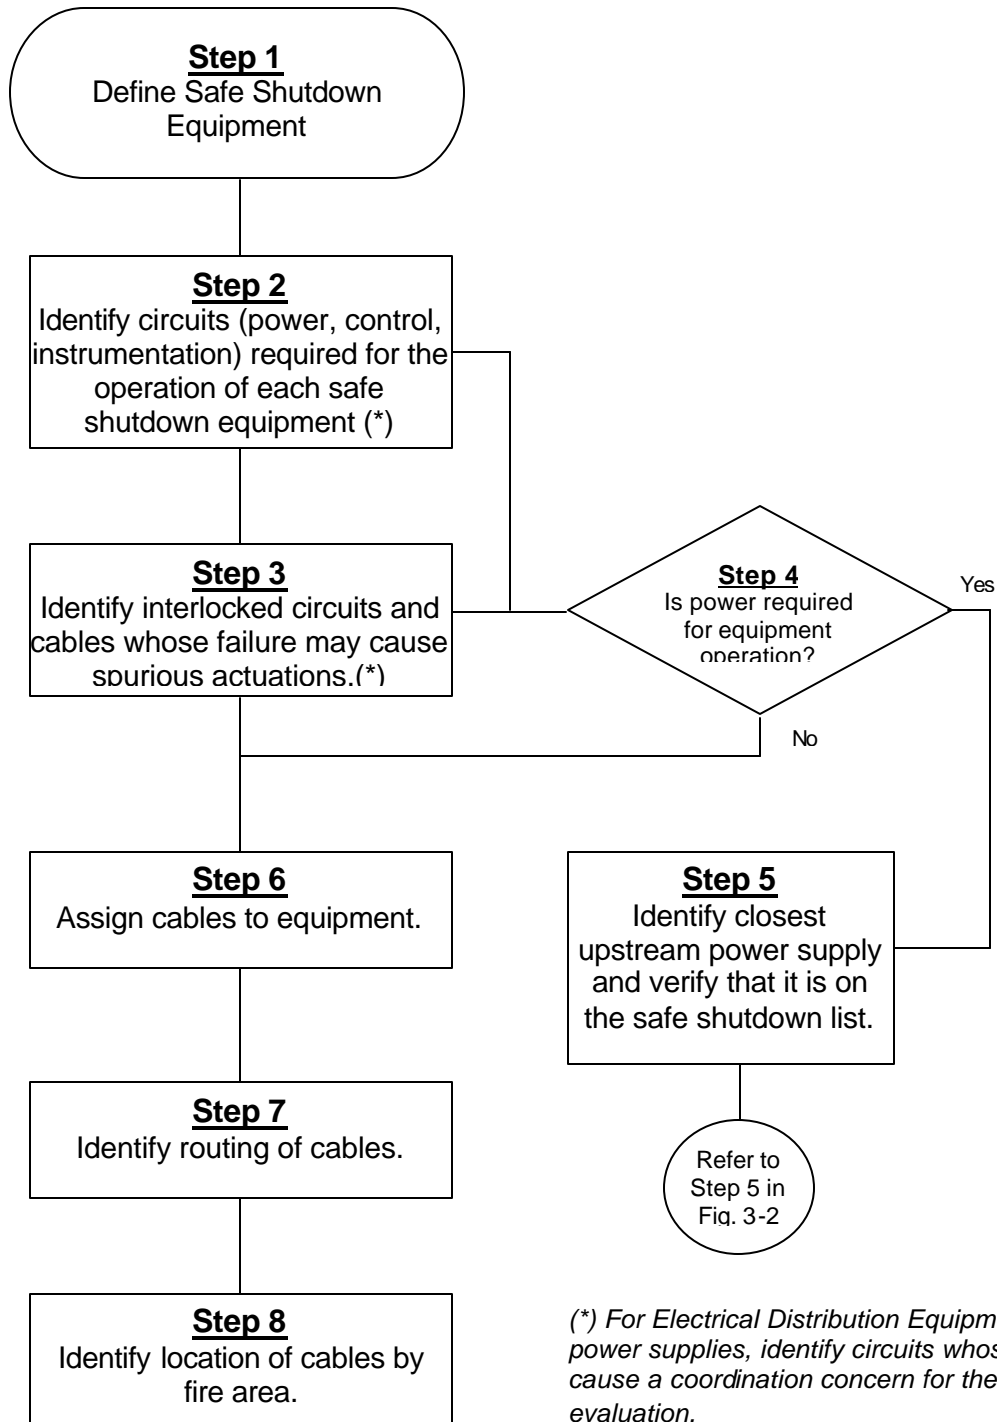 Step 1
Define Safe Shutdown
Equipment
Step 2
Identify circuits (power, control,
instrumentation) required for the
operation of each safe
shutdown equipment (*)
Step 3
Identify interlocked circuits and
cables whose failure may cause
spurious actuations.(*)
Step 4
Is power required
for equipment
operation?
Yes
No
Step 6
Assign cables to equipment.
Step 5
Identify closest
upstream power supply
and verify that it is on
the safe shutdown list.
Step 7
Identify routing of cables.
Refer to
Step 5 in
Fig. 3-2
Step 8
Identify location of cables by
fire area.
(*) For Electrical Distribution
power supplies, identify circuits
cause a coordination concern for the
evaluation.